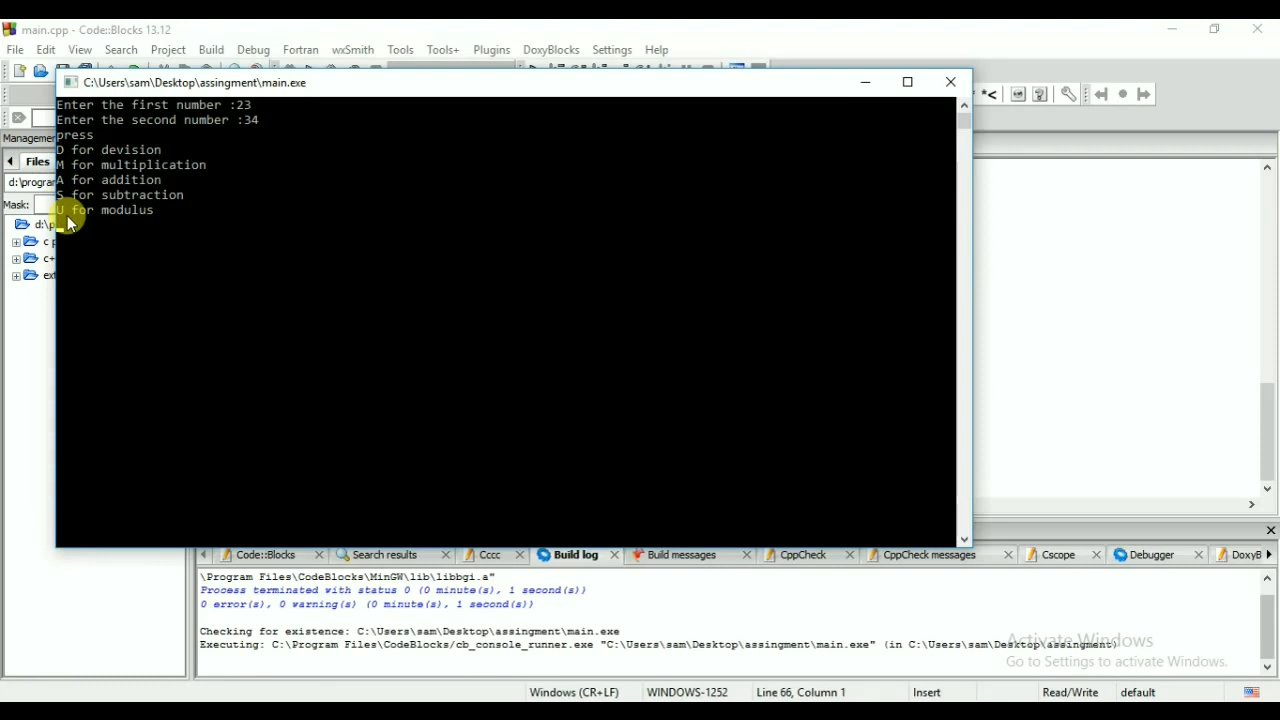 main.cpp - Code::Blocks 13.12
File Edit View Search Project Build Debug Fortran wxSmith Tools Tools+ Plugins DoxyBlocks Settings Help
C:\Users\sam\Desktop\assingment\main.exe
*<
Enter the first number :23
Enter the second number :34
press
D for devision
M for multiplication
A for addition
S for subtraction
U for modulus
Managemen
Files
d:\progra
Mask:
d:\p
c p
c+
ext
Code::Blocks Search results Cccc Build log Build messages CppCheck CppCheck messages Cscope Debugger DoxyB
\Program Files\CodeBlocks\MinGW\lib\libbgi.a"
Process terminated with status 0 (0 minute(s), 1 second(s))
0 error(s), 0 warning(s) (0 minute(s), 1 second(s))
Checking for existence: C:\Users\sam\Desktop\assingment\main.exe
Executing: C:\Program Files\CodeBlocks/cb_console_runner.exe "C:\Users\sam\Desktop\assingment\main.exe" (in C:\Users\sam\Desktop\assingment)
Activate Windows
Go to Settings to activate Windows.
Windows (CR+LF) WINDOWS-1252 Line 66, Column 1 Insert Read/Write default